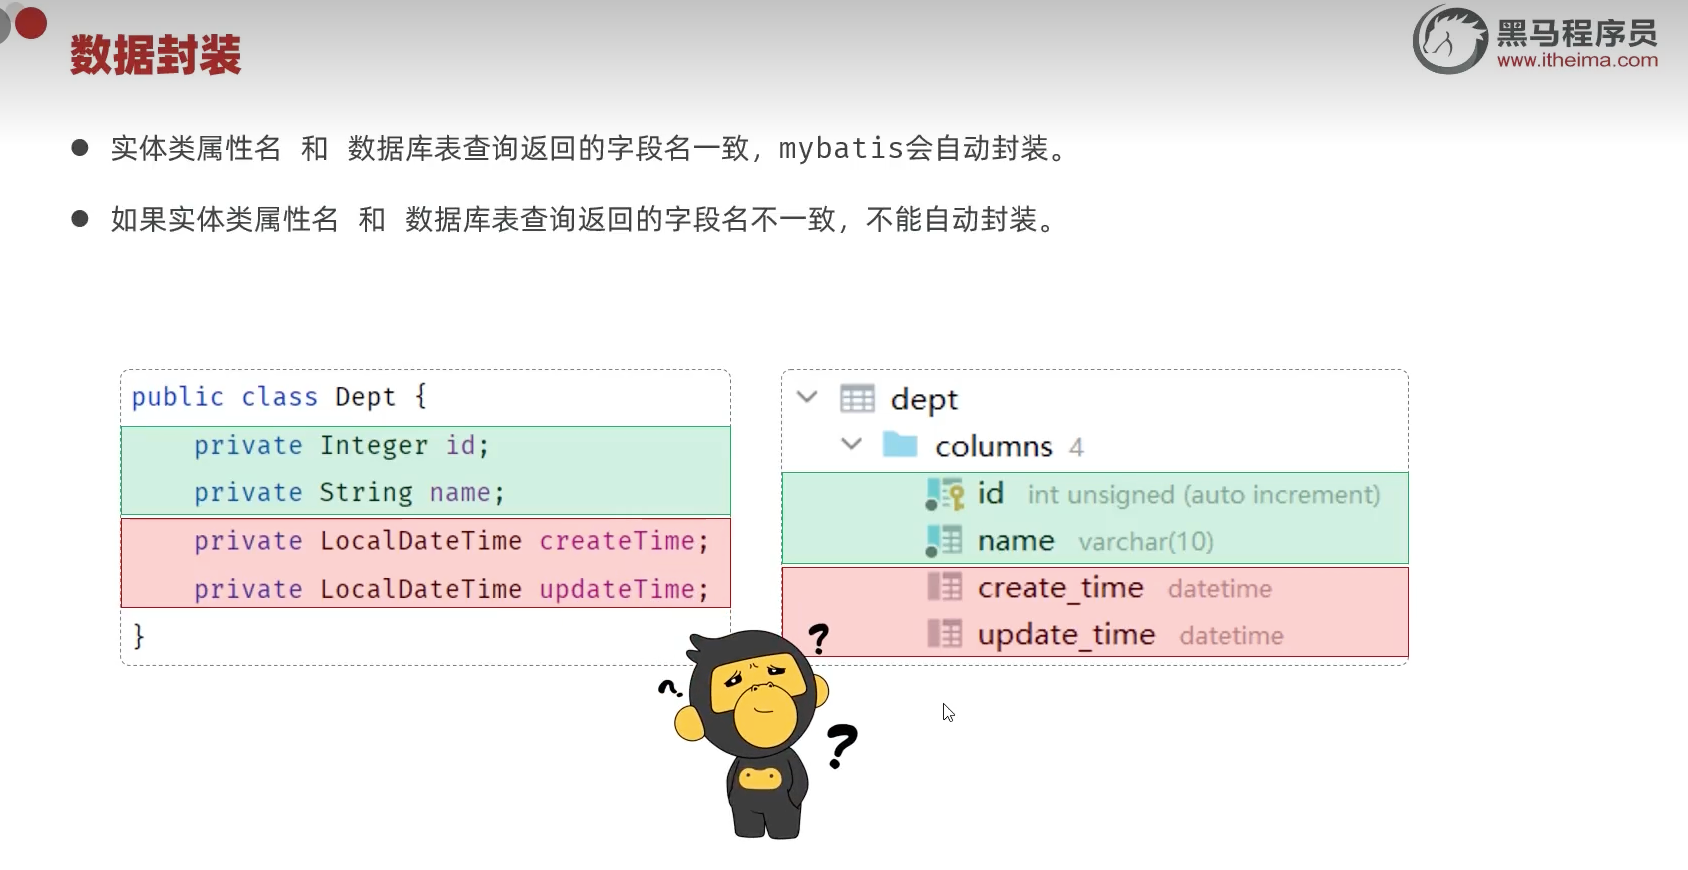 数据封装
黑马程序员
www.itheima.com
实体类属性名 和 数据库表查询返回的字段名一致，mybatis会自动封装。
如果实体类属性名 和 数据库表查询返回的字段名不一致，不能自动封装。
public class Dept {
private Integer id;
private String name;
private LocalDateTime createTime;
private LocalDateTime updateTime;
}
dept
columns 4
id int unsigned (auto increment)
name varchar(10)
create_time datetime
update_time datetime
?
?
?